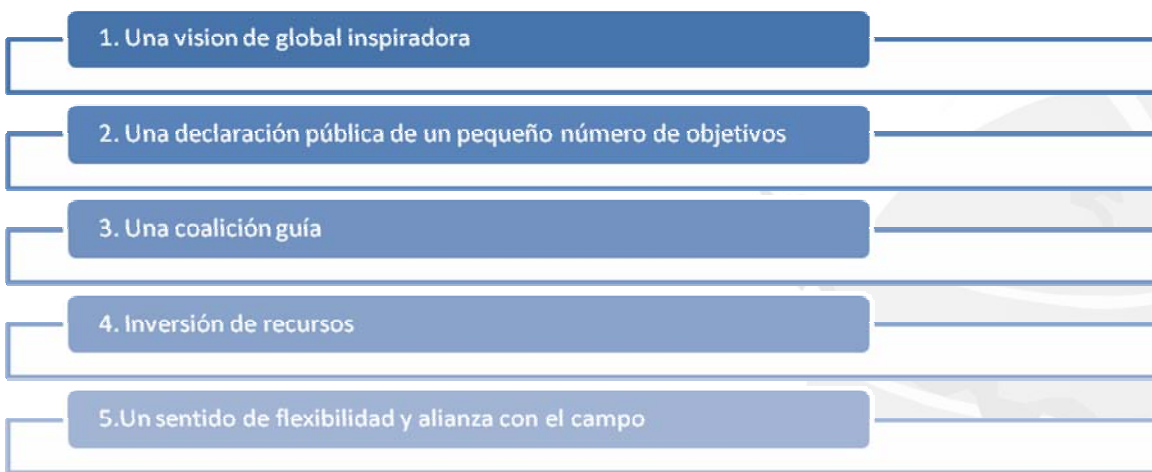 1. Una vision de global inspiradora
2. Una declaración pública de un pequeño número de objetivos
3. Una coalición guía
4. Inversión de recursos
5.Un sentido de flexibilidad y alianza con el campo